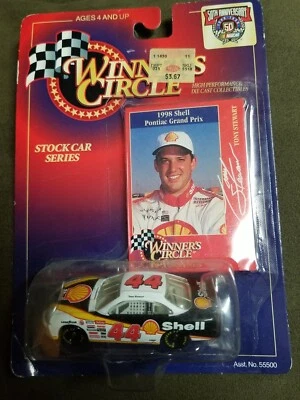 AGES 4 AND UP
50TH ANNIVERSARY
50
NASCAR
WINNER'S
CIRCLE
HIGH PERFORMANCE
DIE CAST COLLECTIBLES
$3.67
STOCK CAR
SERIES
1998 Shell
Pontiac Grand Prix
TONY STEWART
WINNER'S
CIRCLE
44
44
Shell
Asst. No. 55500